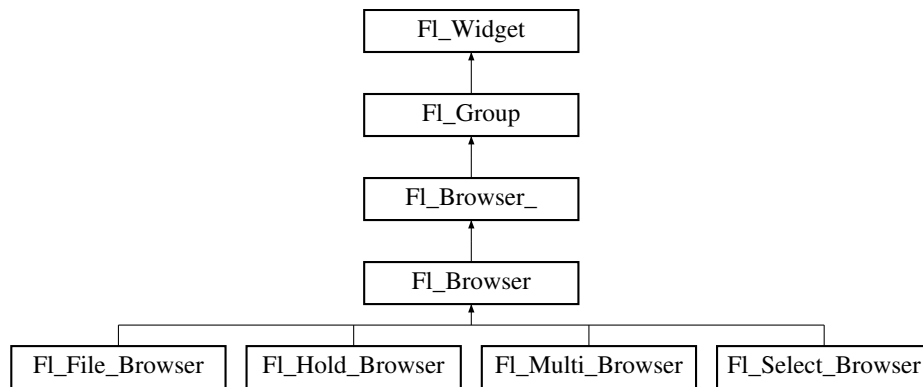 Fl_Widget
Fl_Group
Fl_Browser_
Fl_Browser
Fl_File_Browser Fl_Hold_Browser Fl_Multi_Browser Fl_Select_Browser